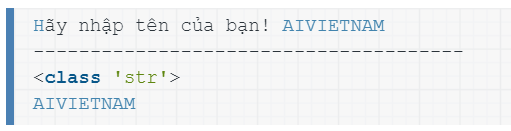 Hãy nhập tên của bạn! AIVIETNAM
--------------------------------------
<class 'str'>
AIVIETNAM